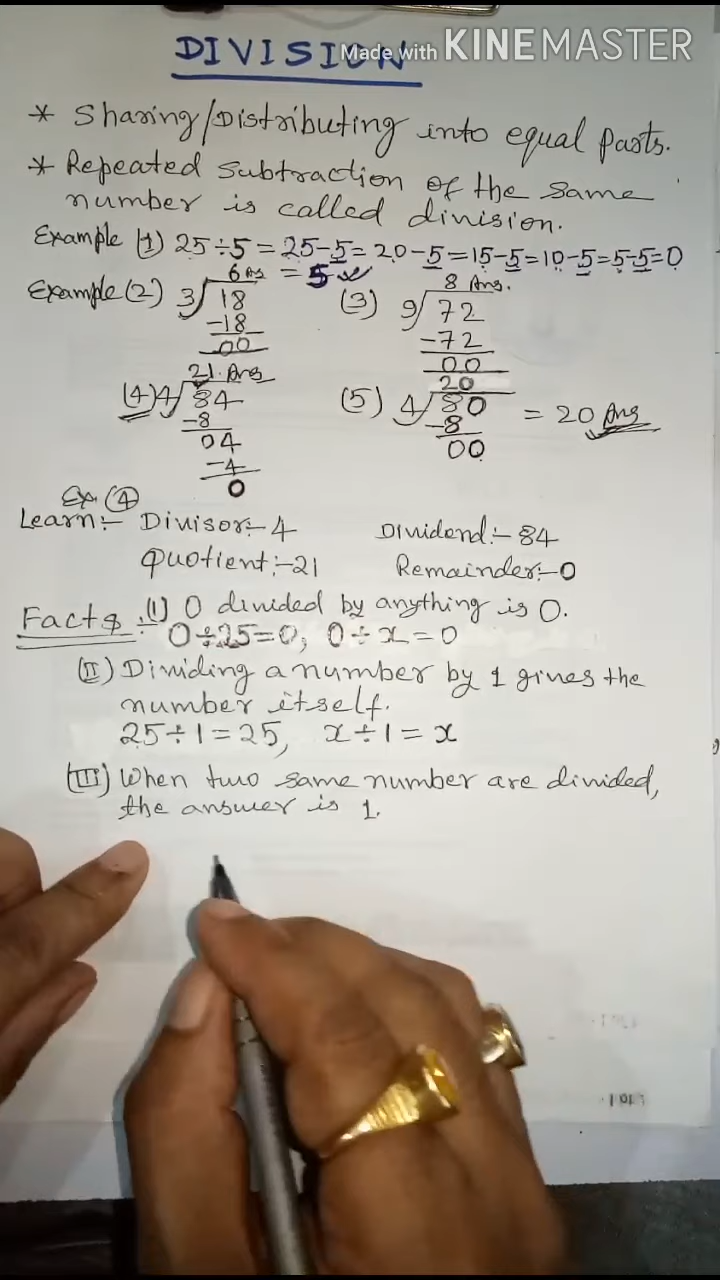 DIVISION
Made with KINEMASTER
* Sharing/Distributing into equal parts.
* Repeated subtraction of the same
number is called division.
Example (1) 25÷5 = 25-5 = 20-5 = 15-5 = 10-5 = 5-5 = 0
= 5
Example (2) 3 18 6 Ans
-18
00
(3) 9 72 8 Ans.
-72
00
(4) 4 84 21. Ans
-8
04
-4
0
(5) 4 80 20 = 20 Ans
-8
00
Ex. (4)
Learn:- Divisor:-4 Dividend:-84
Quotient:-21 Remainder:-0
Facts:- (I) 0 divided by anything is 0.
0÷25=0, 0÷x=0
(II) Dividing a number by 1 gives the
number itself.
25÷1=25, x÷1=x
(III) When two same number are divided,
the answer is 1.